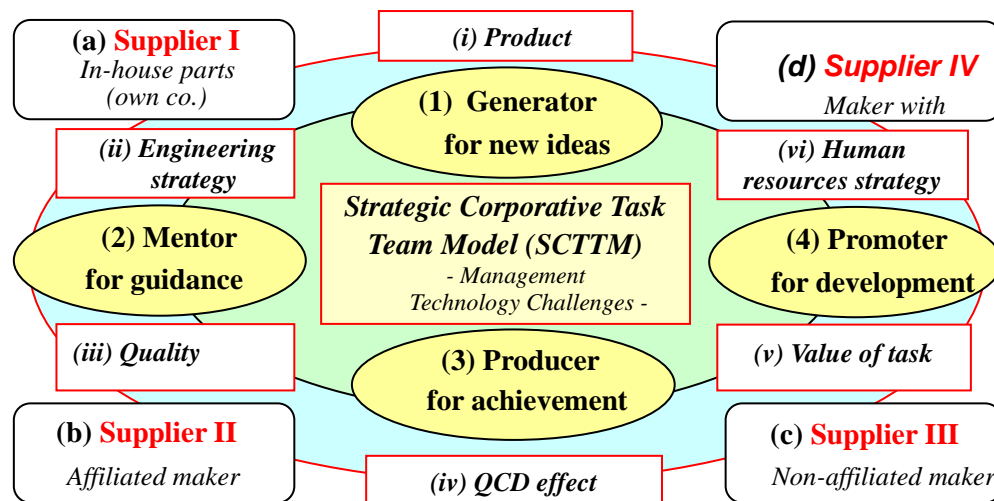 (a) Supplier I
In-house parts
(own co.)
(i) Product
(d) Supplier IV
Maker with
(1) Generator
for new ideas
(ii) Engineering
strategy
(vi) Human
resources strategy
Strategic Corporative Task
Team Model (SCTTM)
- Management
Technology Challenges -
(2) Mentor
for guidance
(4) Promoter
for development
(iii) Quality
(3) Producer
for achievement
(v) Value of task
(b) Supplier II
Affiliated maker
(iv) QCD effect
(c) Supplier III
Non-affiliated maker